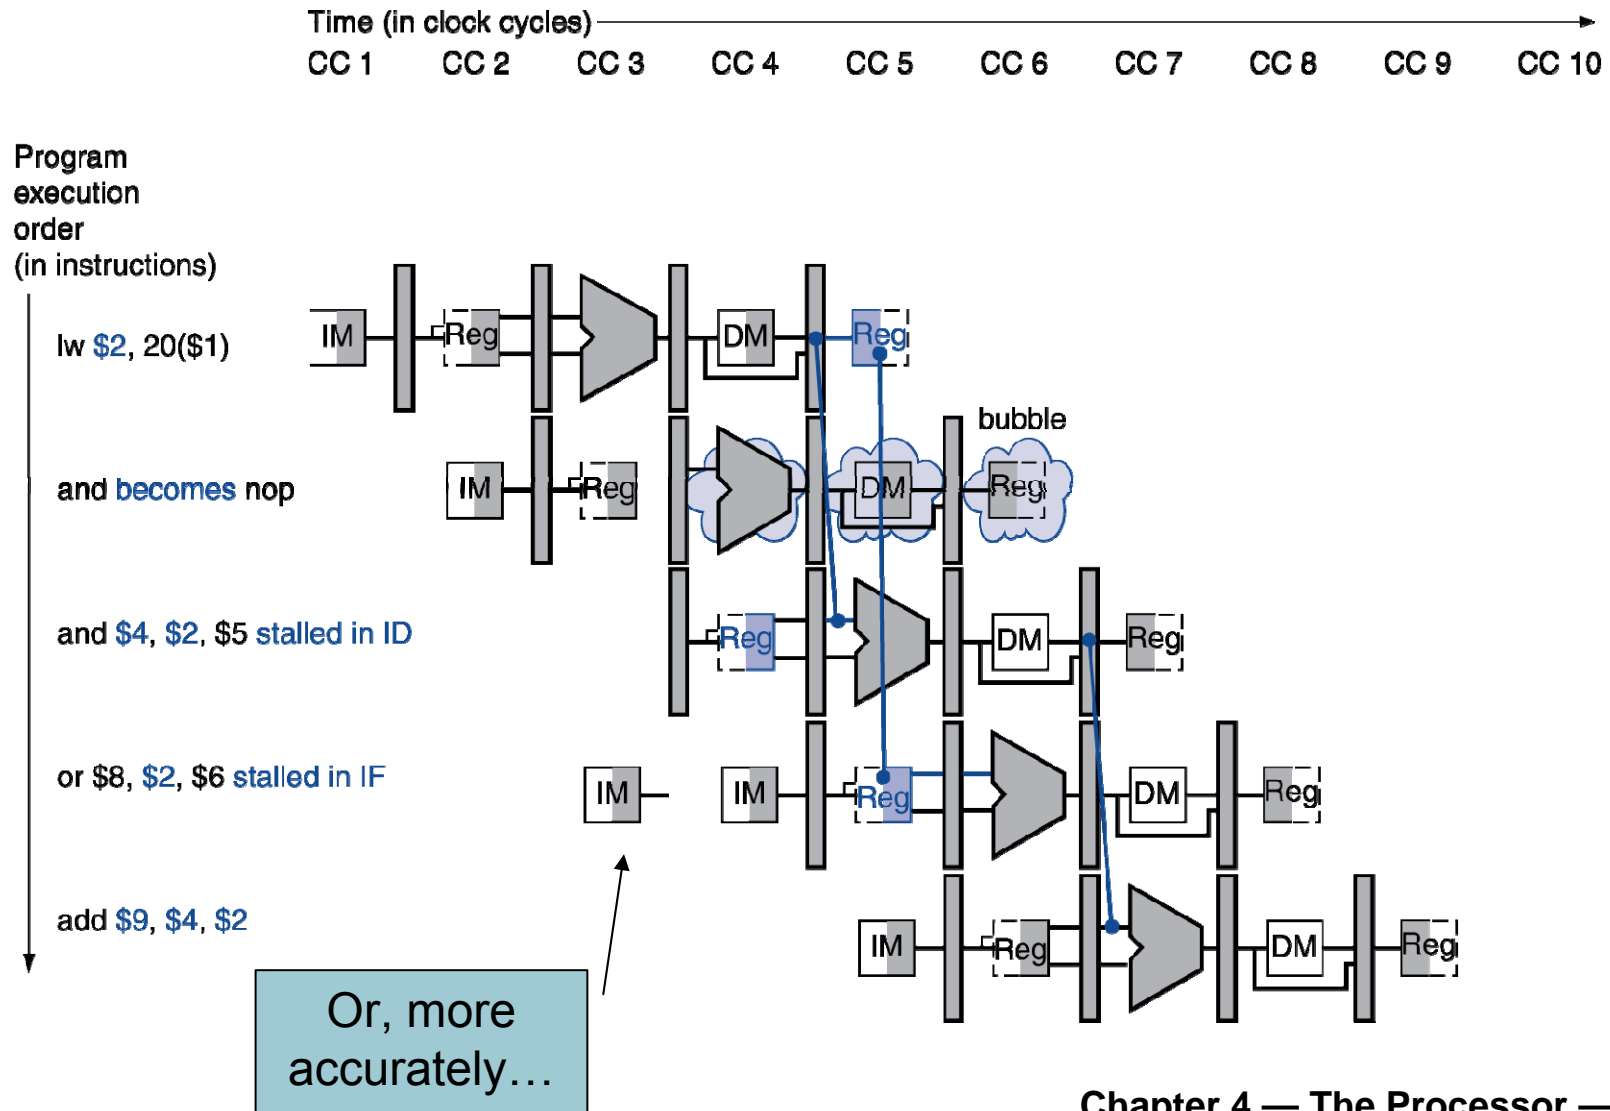 Time (in clock cycles)
CC 1 CC 2 CC 3 CC 4 CC 5 CC 6 CC 7 CC 8 CC 9 CC 10
Program
execution
order
(in instructions)
lw $2, 20($1)
IM Reg DM Reg
bubble
and becomes nop
IM Reg DM Reg
and $4, $2, $5 stalled in ID
Reg DM Reg
or $8, $2, $6 stalled in IF
IM IM Reg DM Reg
add $9, $4, $2
IM Reg DM Reg
Or, more
accurately…
Chapter 4 — The Processor —